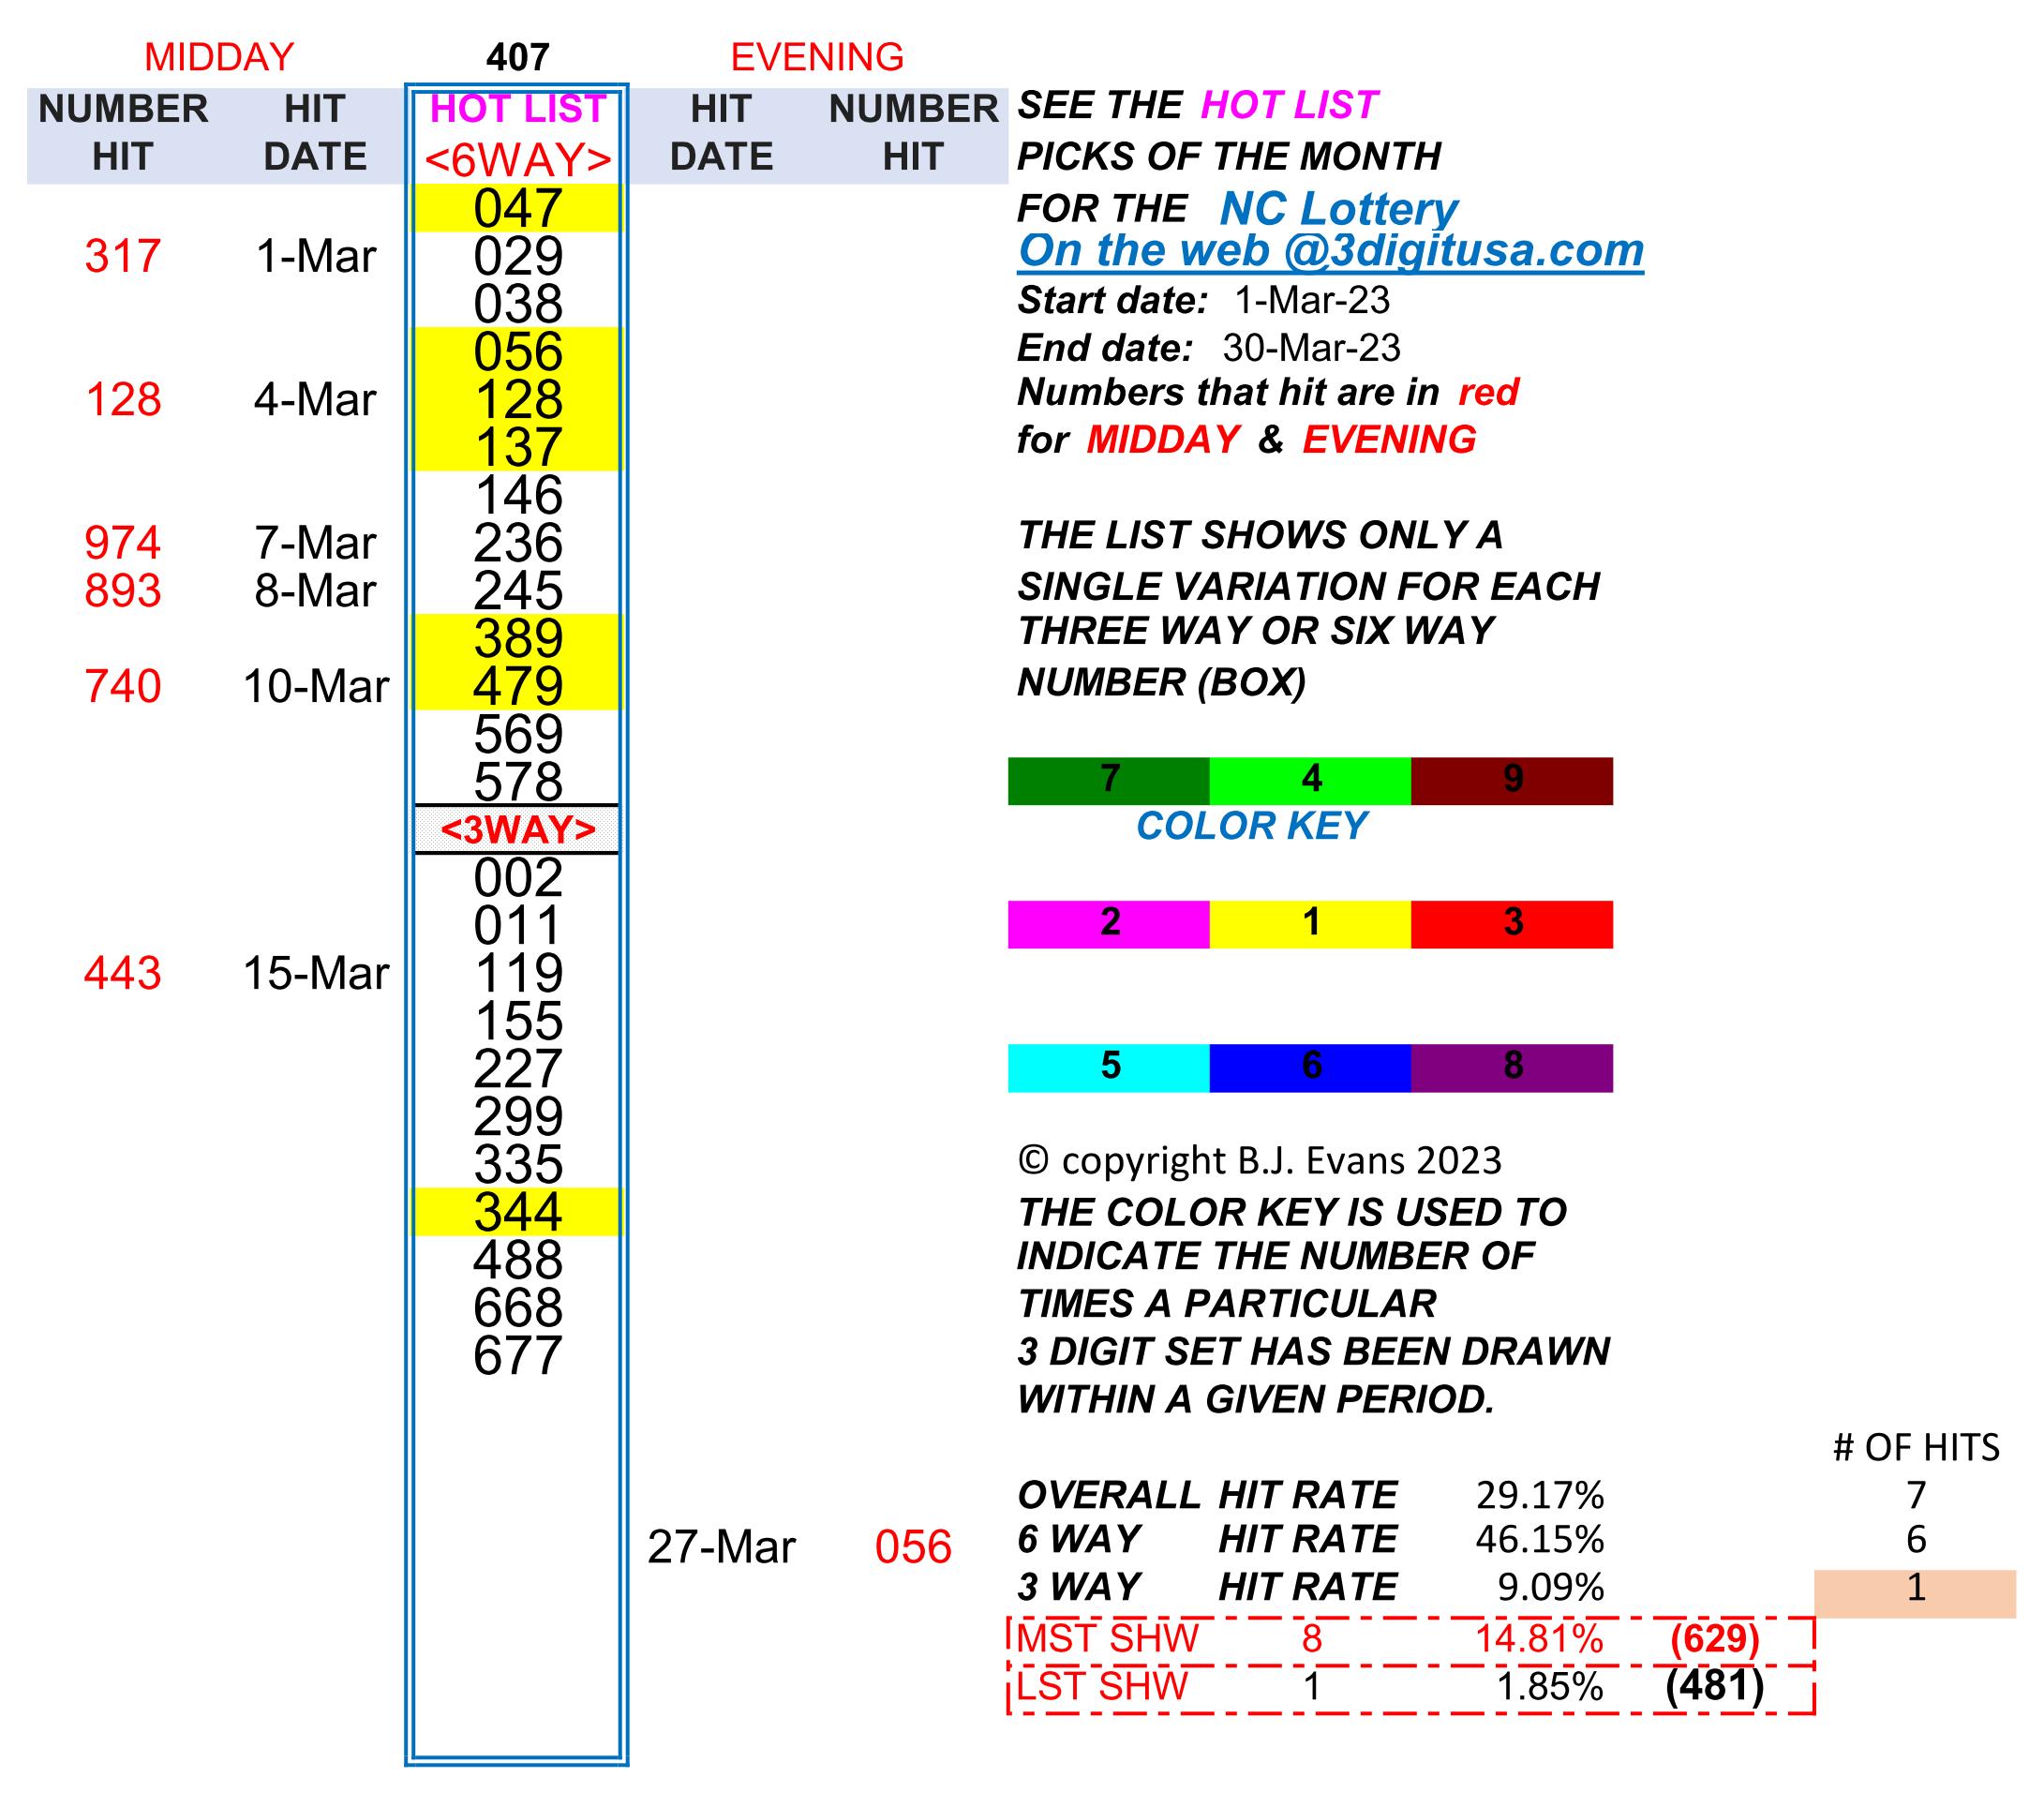 MIDDAY 407 EVENING
NUMBER HIT HOT LIST HIT NUMBER SEE THE HOT LIST
HIT DATE <6WAY> DATE HIT PICKS OF THE MONTH
047 FOR THE NC Lottery
317 1-Mar 029 On the web @3digitusa.com
038 Start date: 1-Mar-23
056 End date: 30-Mar-23
128 4-Mar 128 Numbers that hit are in red
137 for MIDDAY & EVENING
146
974 7-Mar 236 THE LIST SHOWS ONLY A
893 8-Mar 245 SINGLE VARIATION FOR EACH
389 THREE WAY OR SIX WAY
740 10-Mar 479 NUMBER (BOX)
569
578 7 4 9
<3WAY> COLOR KEY
002
011 2 1 3
443 15-Mar 119
155
227 5 6 8
299
335 © copyright B.J. Evans 2023
344 THE COLOR KEY IS USED TO
488 INDICATE THE NUMBER OF
668 TIMES A PARTICULAR
677 3 DIGIT SET HAS BEEN DRAWN
WITHIN A GIVEN PERIOD.
# OF HITS
OVERALL HIT RATE 29.17% 7
27-Mar 056 6 WAY HIT RATE 46.15% 6
3 WAY HIT RATE 9.09% 1
MST SHW 8 14.81% (629)
LST SHW 1 1.85% (481)